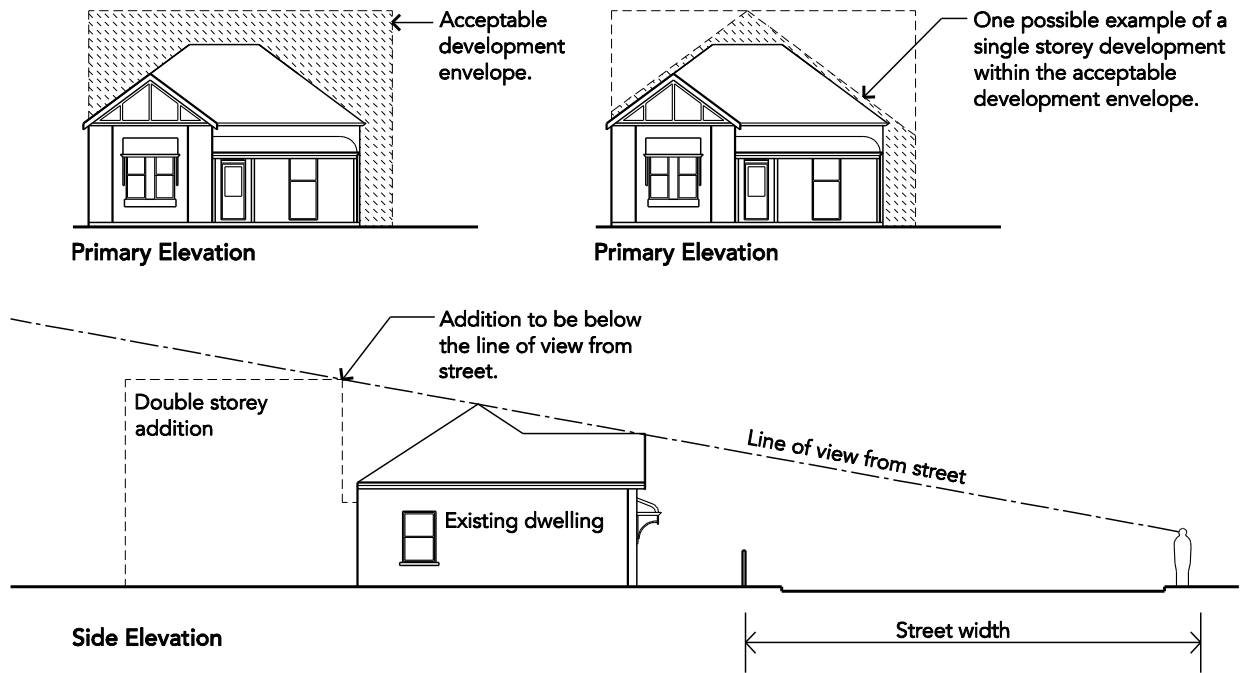 Acceptable
development
envelope.
One possible example of a
single storey development
within the acceptable
development envelope.
Primary Elevation
Primary Elevation
Addition to be below
the line of view from
street.
Double storey
addition
Line of view from street
Existing dwelling
Side Elevation
Street width